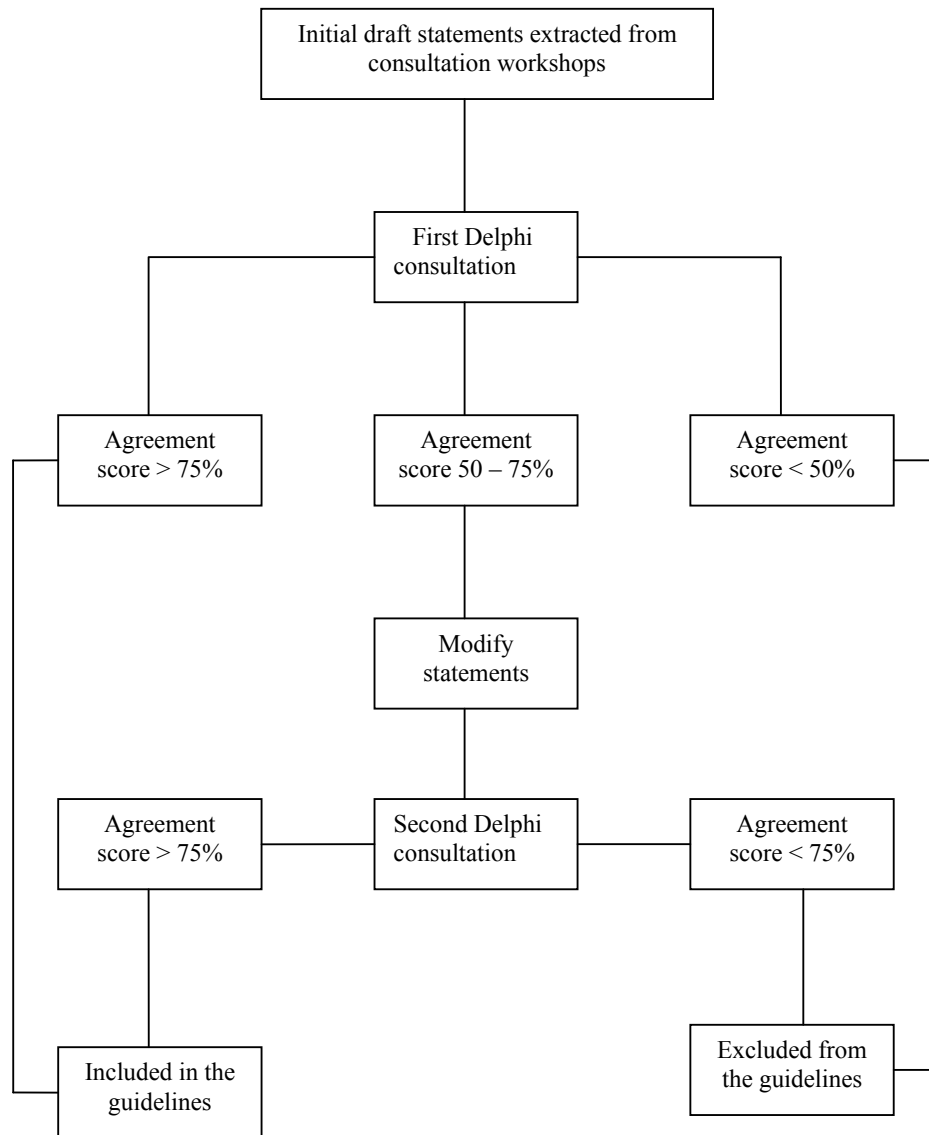 Initial draft statements extracted from
consultation workshops
First Delphi
consultation
Agreement
score > 75%
Agreement
score 50 – 75%
Agreement
score < 50%
Modify
statements
Agreement
score > 75%
Second Delphi
consultation
Agreement
score < 75%
Included in the
guidelines
Excluded from
the guidelines